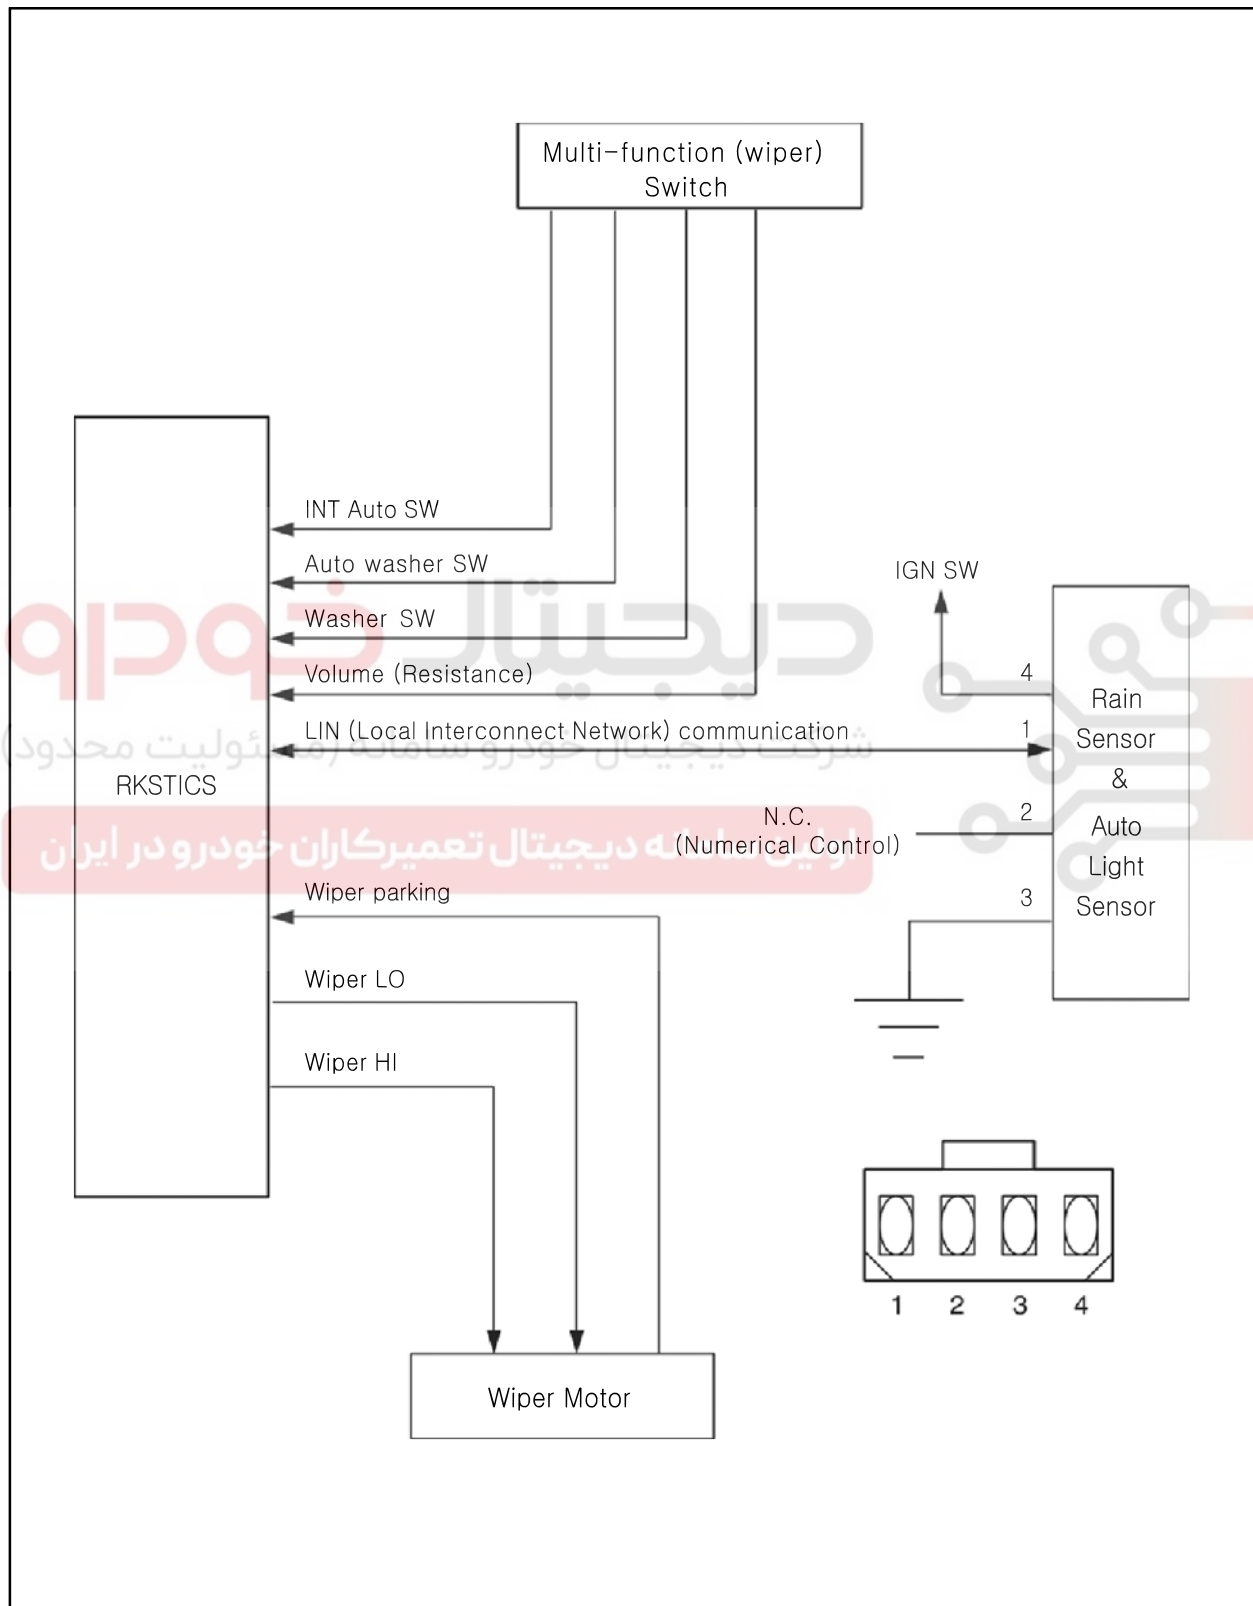 Multi-function (wiper)
Switch
INT Auto SW
Auto washer SW
IGN SW
Washer SW
دیجیتال خودرو
Volume (Resistance)
4
Rain
LIN (Local Interconnect Network) communication
1
Sensor
شرکت دیجیتال خودرو سامانه (مسئولیت محدود)
&
RKSTICS
N.C.
2
Auto
(Numerical Control)
اولین سامانه دیجیتال تعمیرکاران خودرو در ایران
Light
Wiper parking
3
Sensor
Wiper LO
Wiper HI
1 2 3 4
Wiper Motor